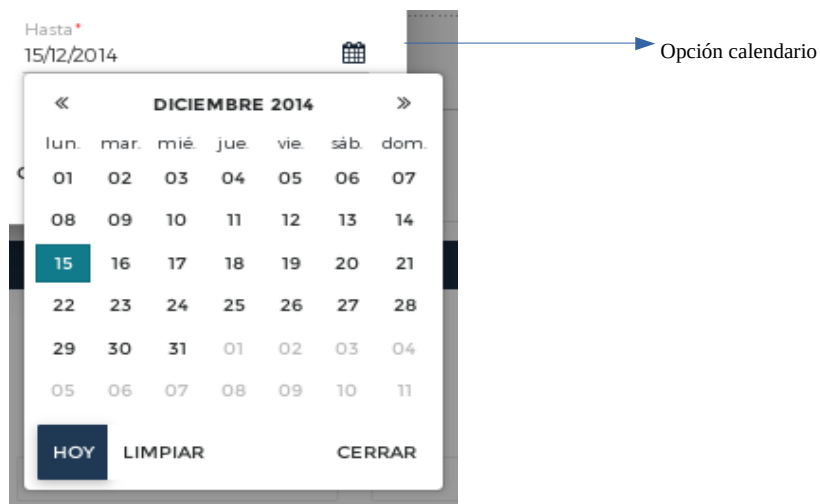 Hasta*
15/12/2014
Opción calendario
« DICIEMBRE 2014 »
lun. mar. mié. jue. vie. sáb. dom.
01 02 03 04 05 06 07
08 09 10 11 12 13 14
15 16 17 18 19 20 21
22 23 24 25 26 27 28
29 30 31 01 02 03 04
05 06 07 08 09 10 11
HOY LIMPIAR CERRAR